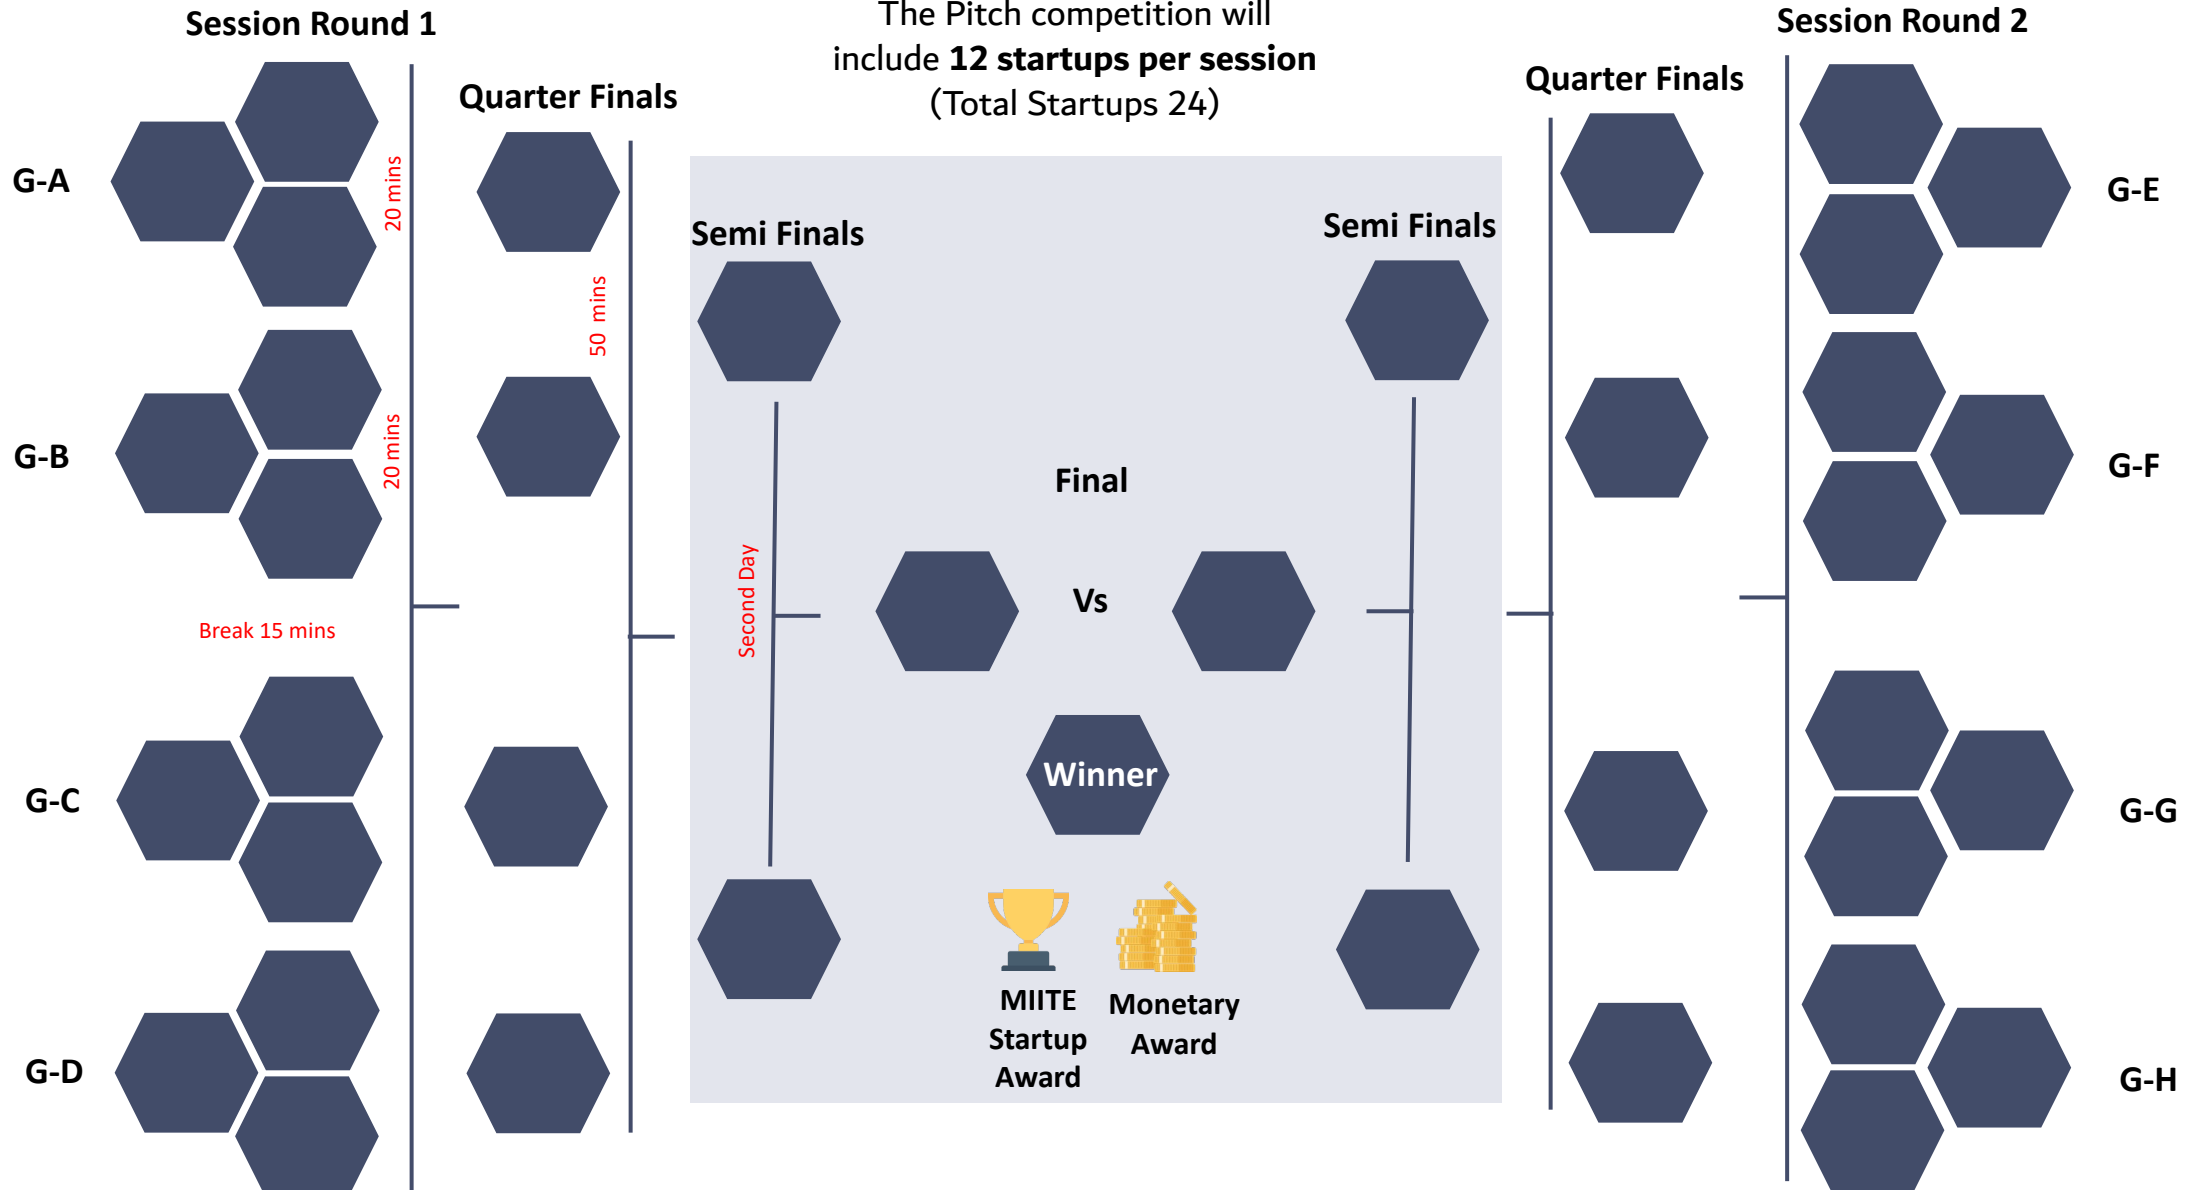 Session Round 1
The Pitch competition will
include 12 startups per session
(Total Startups 24)
Session Round 2
Quarter Finals
Quarter Finals
G-A
20 mins
G-E
Semi Finals
Semi Finals
50 mins
G-B
20 mins
G-F
Final
Second Day
Vs
Break 15 mins
Winner
G-C
G-G
MIITE
Startup
Award
Monetary
Award
G-D
G-H